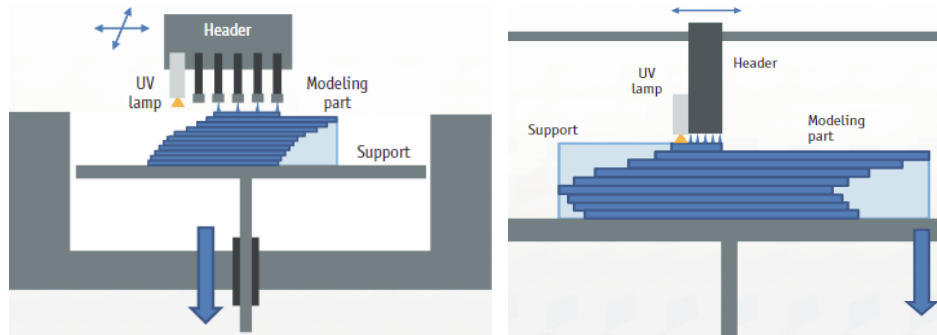 Header
UV
lamp
Modeling
part
Support
Header
UV
lamp
Support
Modeling
part